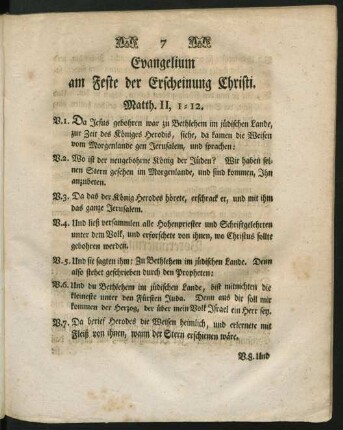 7
Evangelium
am Feste der Erscheinung Christi.
Matth. II, 1-12.
V.1. Da Jesus gebohren war zu Bethlehem im jüdischen Lande,
zur Zeit des Königes Herodis, siehe, da kamen die Weisen
vom Morgenlande gen Jerusalem, und sprachen:
V.2. Wo ist der neugebohrne König der Jüden? Wir haben sei-
nen Stern gesehen im Morgenlande, und sind kommen, Ihn
anzubeten.
V.3. Da das der König Herodes hörete, erschrack er, und mit ihm
das ganze Jerusalem.
V.4. Und ließ versammlen alle Hohenpriester und Schriftgelehrten
unter dem Volk, und erforschete von ihnen, wo Christus sollte
gebohren werden.
V.5. Und sie sagten ihm: Zu Bethlehem im jüdischen Lande. Denn
also stehet geschrieben durch den Propheten:
V.6. Und du Bethlehem im jüdischen Lande, bist mitnichten die
kleineste unter den Fürsten Juda. Denn aus dir soll mir
kommen der Herzog, der über mein Volk Israel ein Herr sey.
V.7. Da berief Herodes die Weisen heimlich, und erlernete mit
Fleiß von ihnen, wann der Stern erschienen wäre.
V.8. Und